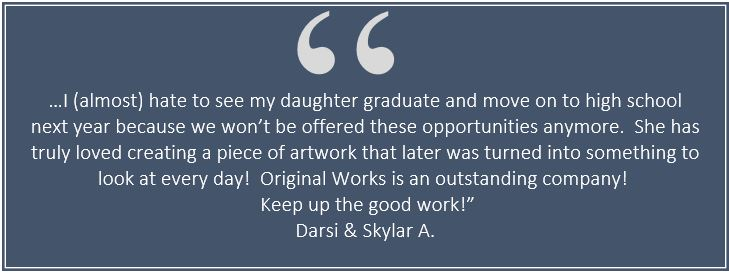 “
…I (almost) hate to see my daughter graduate and move on to high school
next year because we won’t be offered these opportunities anymore.  She has
truly loved creating a piece of artwork that later was turned into something to
look at every day!  Original Works is an outstanding company!
Keep up the good work!”
Darsi & Skylar A.